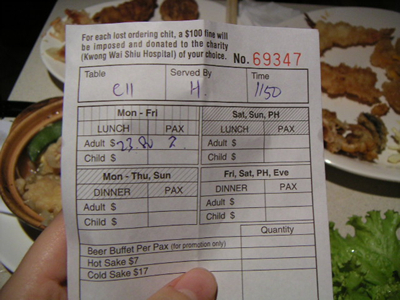 For each lost ordering chit, a $100 fine will
be imposed and donated to the charity
(Kwong Wai Shiu Hospital) of your choice. No. 69347
Table Served By Time
C11 H. 1150
Mon - Fri Sat, Sun, PH
LUNCH PAX LUNCH PAX
Adult $23.80 2 Adult $
Child $ Child $
Mon - Thu, Sun Fri, Sat, PH, Eve
DINNER PAX DINNER PAX
Adult $ Adult $
Child $ Child $
Quantity
Beer Buffet Per Pax (for promotion only)
Hot Sake $7
Cold Sake $17